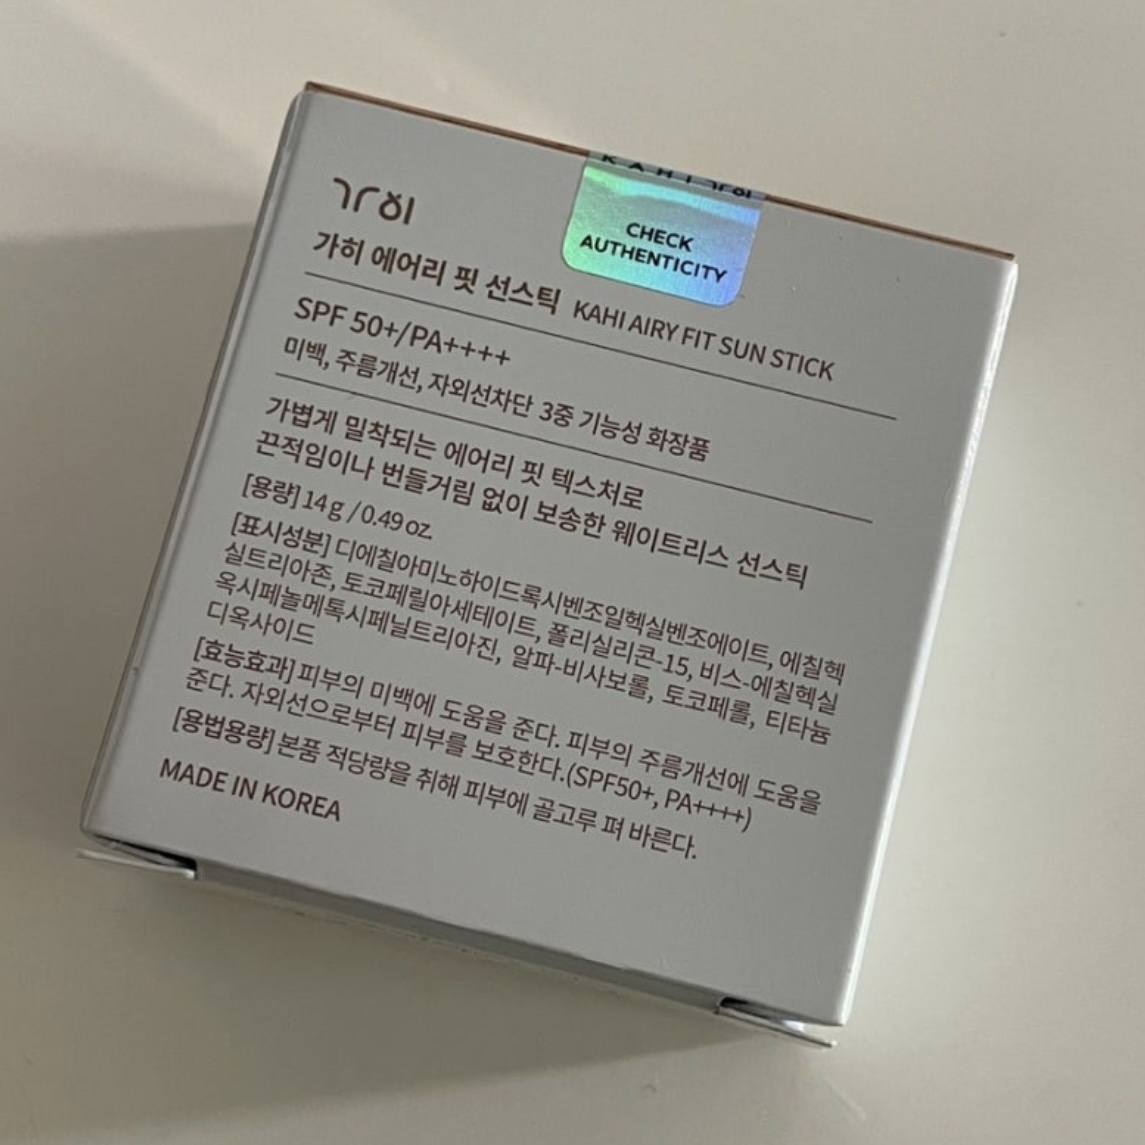 KAHI 가히
CHECK
AUTHENTICITY
가히
가히 에어리 핏 선스틱 KAHI AIRY FIT SUN STICK
SPF 50+/PA++++
미백, 주름개선, 자외선차단 3중 기능성 화장품
가볍게 밀착되는 에어리 핏 텍스처로
끈적임이나 번들거림 없이 보송한 웨이트리스 선스틱
[용량] 14 g / 0.49 oz.
[표시성분] 디에칠아미노하이드록시벤조일헥실벤조에이트, 에칠헥
실트리아존, 토코페릴아세테이트, 폴리실리콘-15, 비스-에칠헥실
옥시페놀메톡시페닐트리아진, 알파-비사보롤, 토코페롤, 티타늄
디옥사이드
[효능효과] 피부의 미백에 도움을 준다. 피부의 주름개선에 도움을
준다. 자외선으로부터 피부를 보호한다.(SPF50+, PA++++)
[용법용량] 본품 적당량을 취해 피부에 골고루 펴 바른다.
MADE IN KOREA